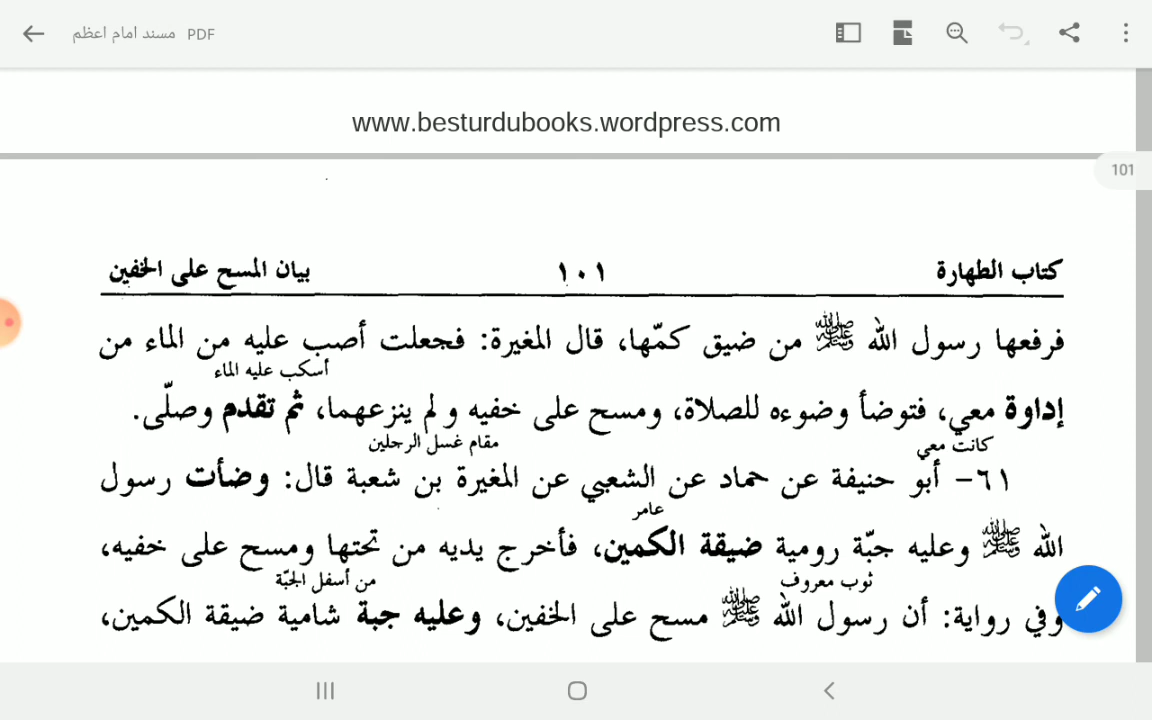 مسند امام اعظم PDF
www.besturdubooks.wordpress.com
101
كتاب الطهارة ١٠١ بيان المسح على الخفين
فرفعها رسول الله ﷺ من ضيق كمّها، قال المغيرة: فجعلت أصب عليه من الماء من
أسكب عليه الماء
إداوة معي، فتوضأ وضوءه للصلاة، ومسح على خفيه و لم ينزعهما، ثم تقدم وصلّى.
كانت معي مقام غسل الرجلين
٦١- أبو حنيفة عن حماد عن الشعبي عن المغيرة بن شعبة قال: وضأت رسول
عامر
الله ﷺ وعليه جبّة رومية ضيقة الكمين، فأخرج يديه من تحتها ومسح على خفيه،
ثوب معروف من أسفل الجبّة
وفي رواية: أن رسول الله ﷺ مسح على الخفين، وعليه جبة شامية ضيقة الكمين،